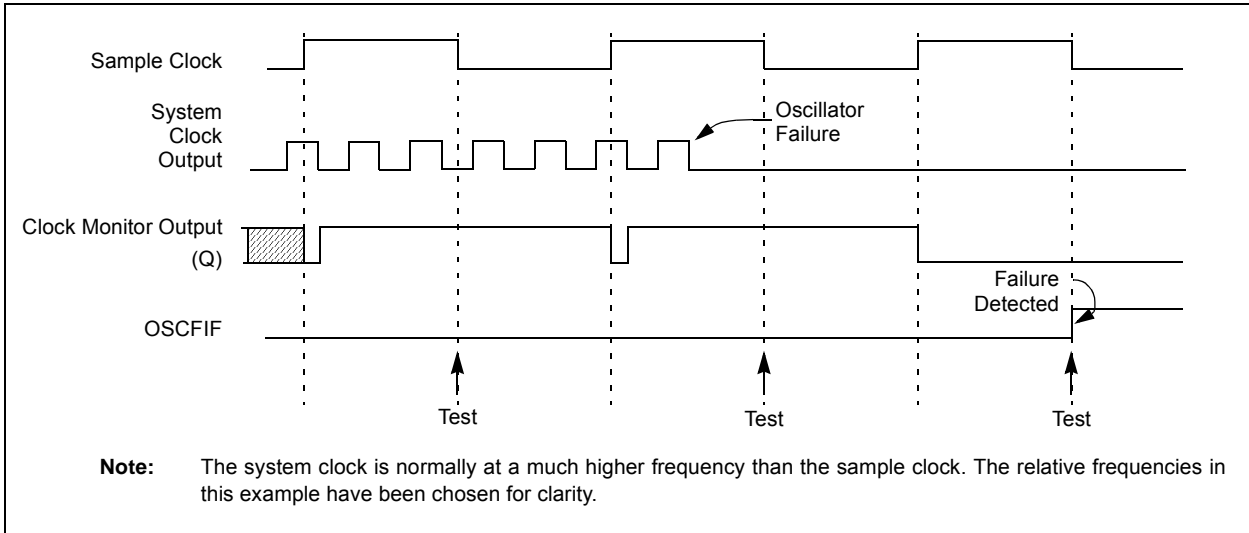 Sample Clock
System
Clock
Output
Oscillator
Failure
Clock Monitor Output
(Q)
Failure
Detected
OSCFIF
Test
Test
Test
Note: The system clock is normally at a much higher frequency than the sample clock. The relative frequencies in
this example have been chosen for clarity.